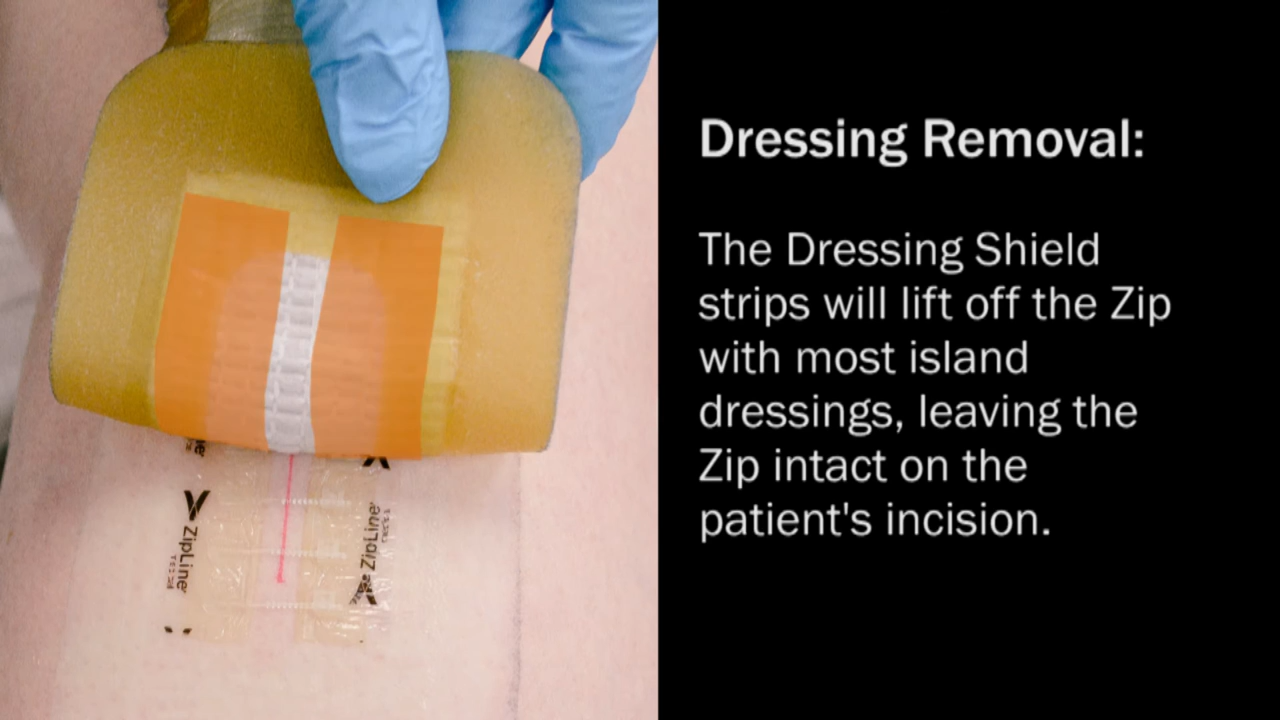 Dressing Removal:
The Dressing Shield
strips will lift off the Zip
with most island
dressings, leaving the
Zip intact on the
patient's incision.
ZipLine
ZipLine